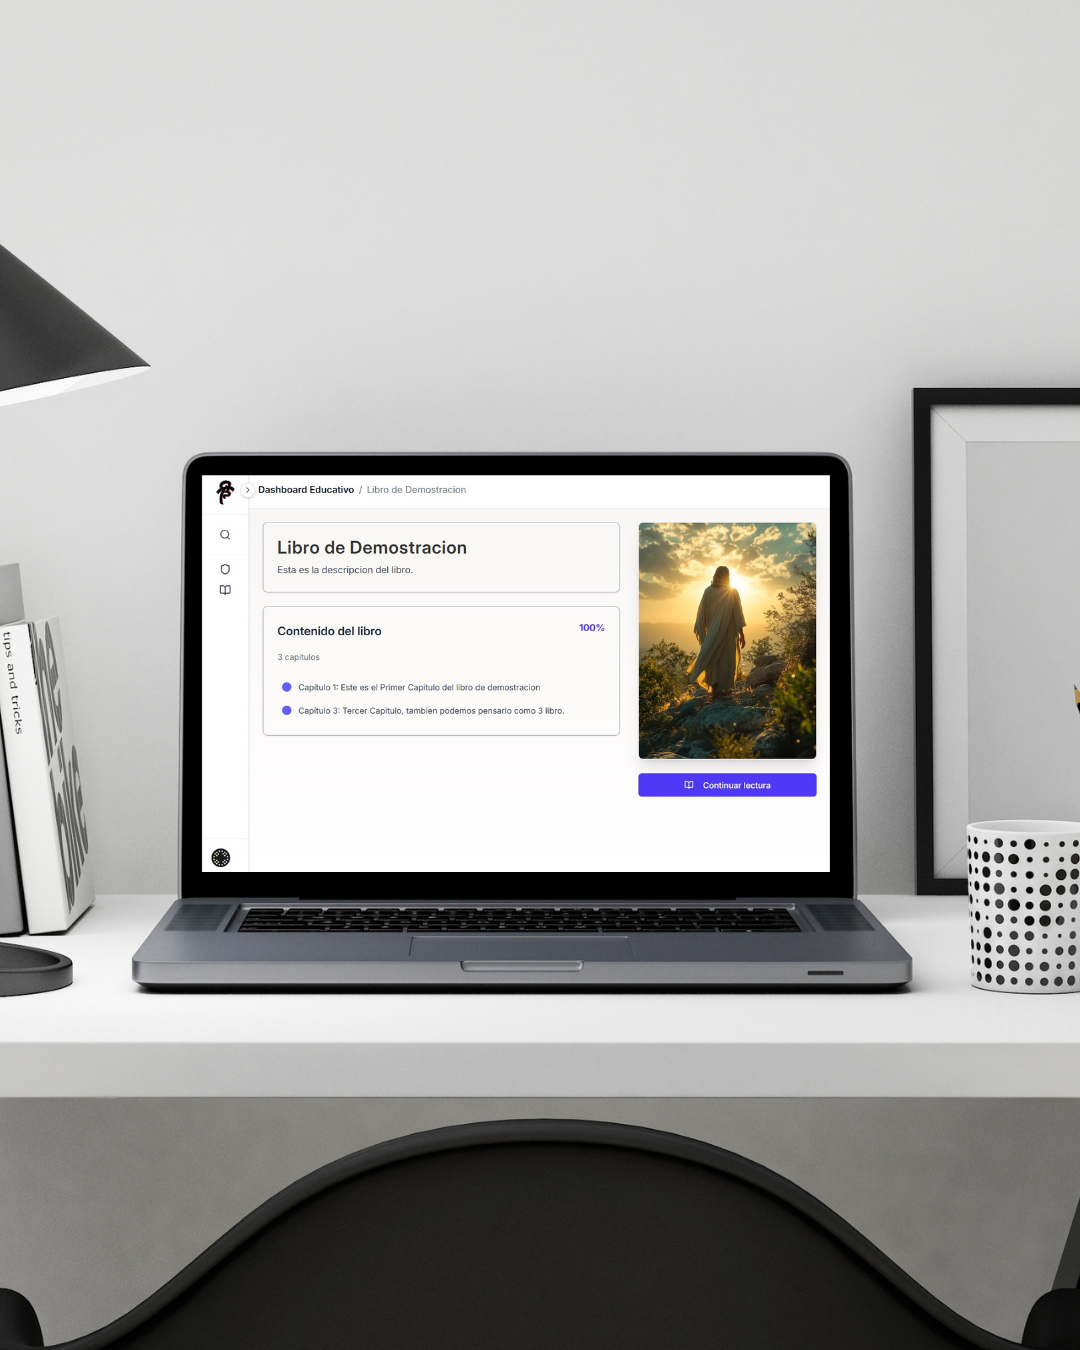 Dashboard Educativo / Libro de Demostracion
Libro de Demostracion
Esta es la descripcion del libro.
Contenido del libro
100%
3 capitulos
Capitulo 1: Este es el Primer Capitulo del libro de demostracion
Capitulo 3: Tercer Capitulo, tambien podemos pensarlo como 3 libro.
Continuar lectura
tips and tricks